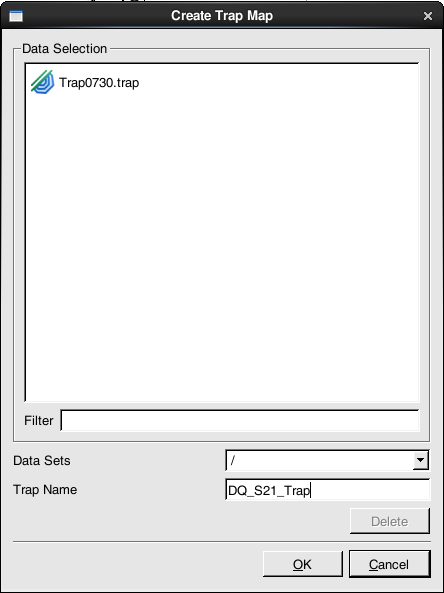 Create Trap Map
Data Selection
Trap0730.trap
Filter
Data Sets /
Trap Name DQ_S21_Trap
Delete
OK Cancel